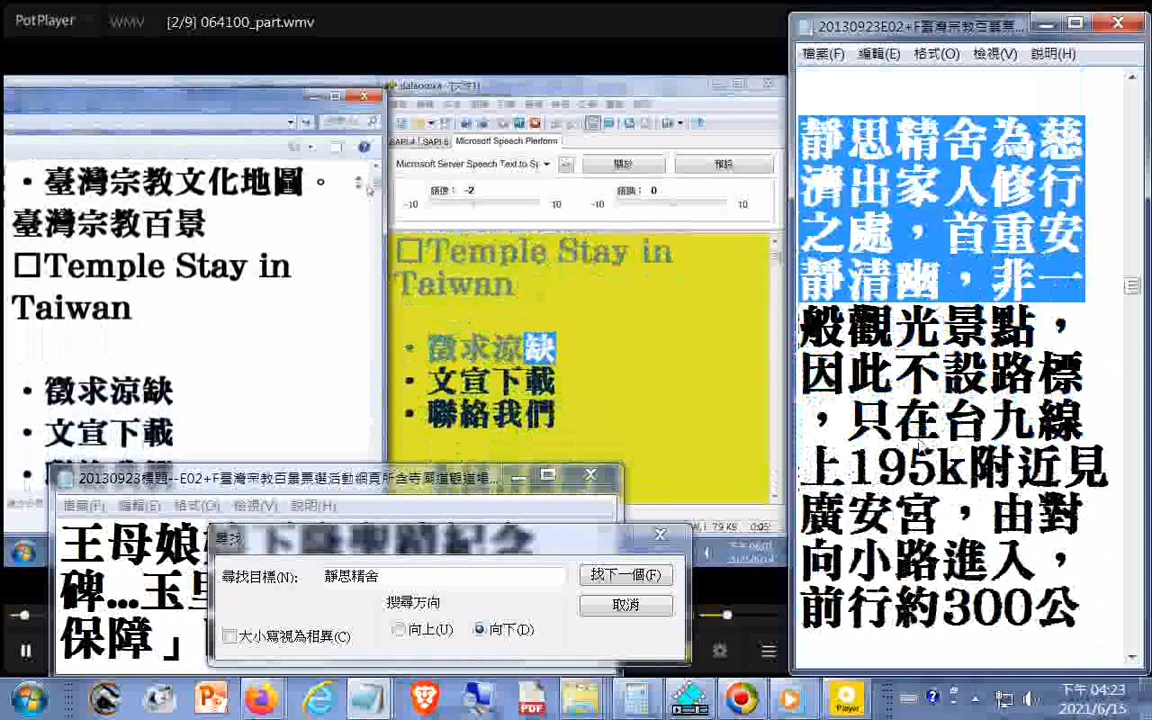 PotPlayer
WMV
[2/9] 064100_part.wmv
・臺灣宗教文化地圖。
臺灣宗教百景
□Temple Stay in
Taiwan
・徵求涼缺
・文宣下載
SAPI 4
SAPI 5
Microsoft Speech Platform
Microsoft Server Speech Text to Sp
關於
預設
-2
0
-10
10
-10
10
□Temple Stay in
Taiwan
・徵求涼缺
・文宣下載
・聯絡我們
20130923標題--E02+F臺灣宗教百景票選活動網頁所含寺廟道觀道場...
檔案(F) 編輯(E) 格式(O) 檢視(V) 說明(H)
王母娘
碑...玉里
保障」
尋找
尋找目標(N):
靜思精舍
找下一個(F)
搜尋方向
取消
大小寫視為相異(C)
向上(U)
向下(D)
20130923E02+F臺灣宗教百景票...
檔案(F) 編輯(E) 格式(O) 檢視(V) 說明(H)
靜思精舍為慈
濟出家人修行
之處，首重安
靜清幽，非一
般觀光景點，
因此不設路標
，只在台九線
上195k附近見
廣安宮，由對
向小路進入，
前行約300公
下午 04:23
2021/6/15